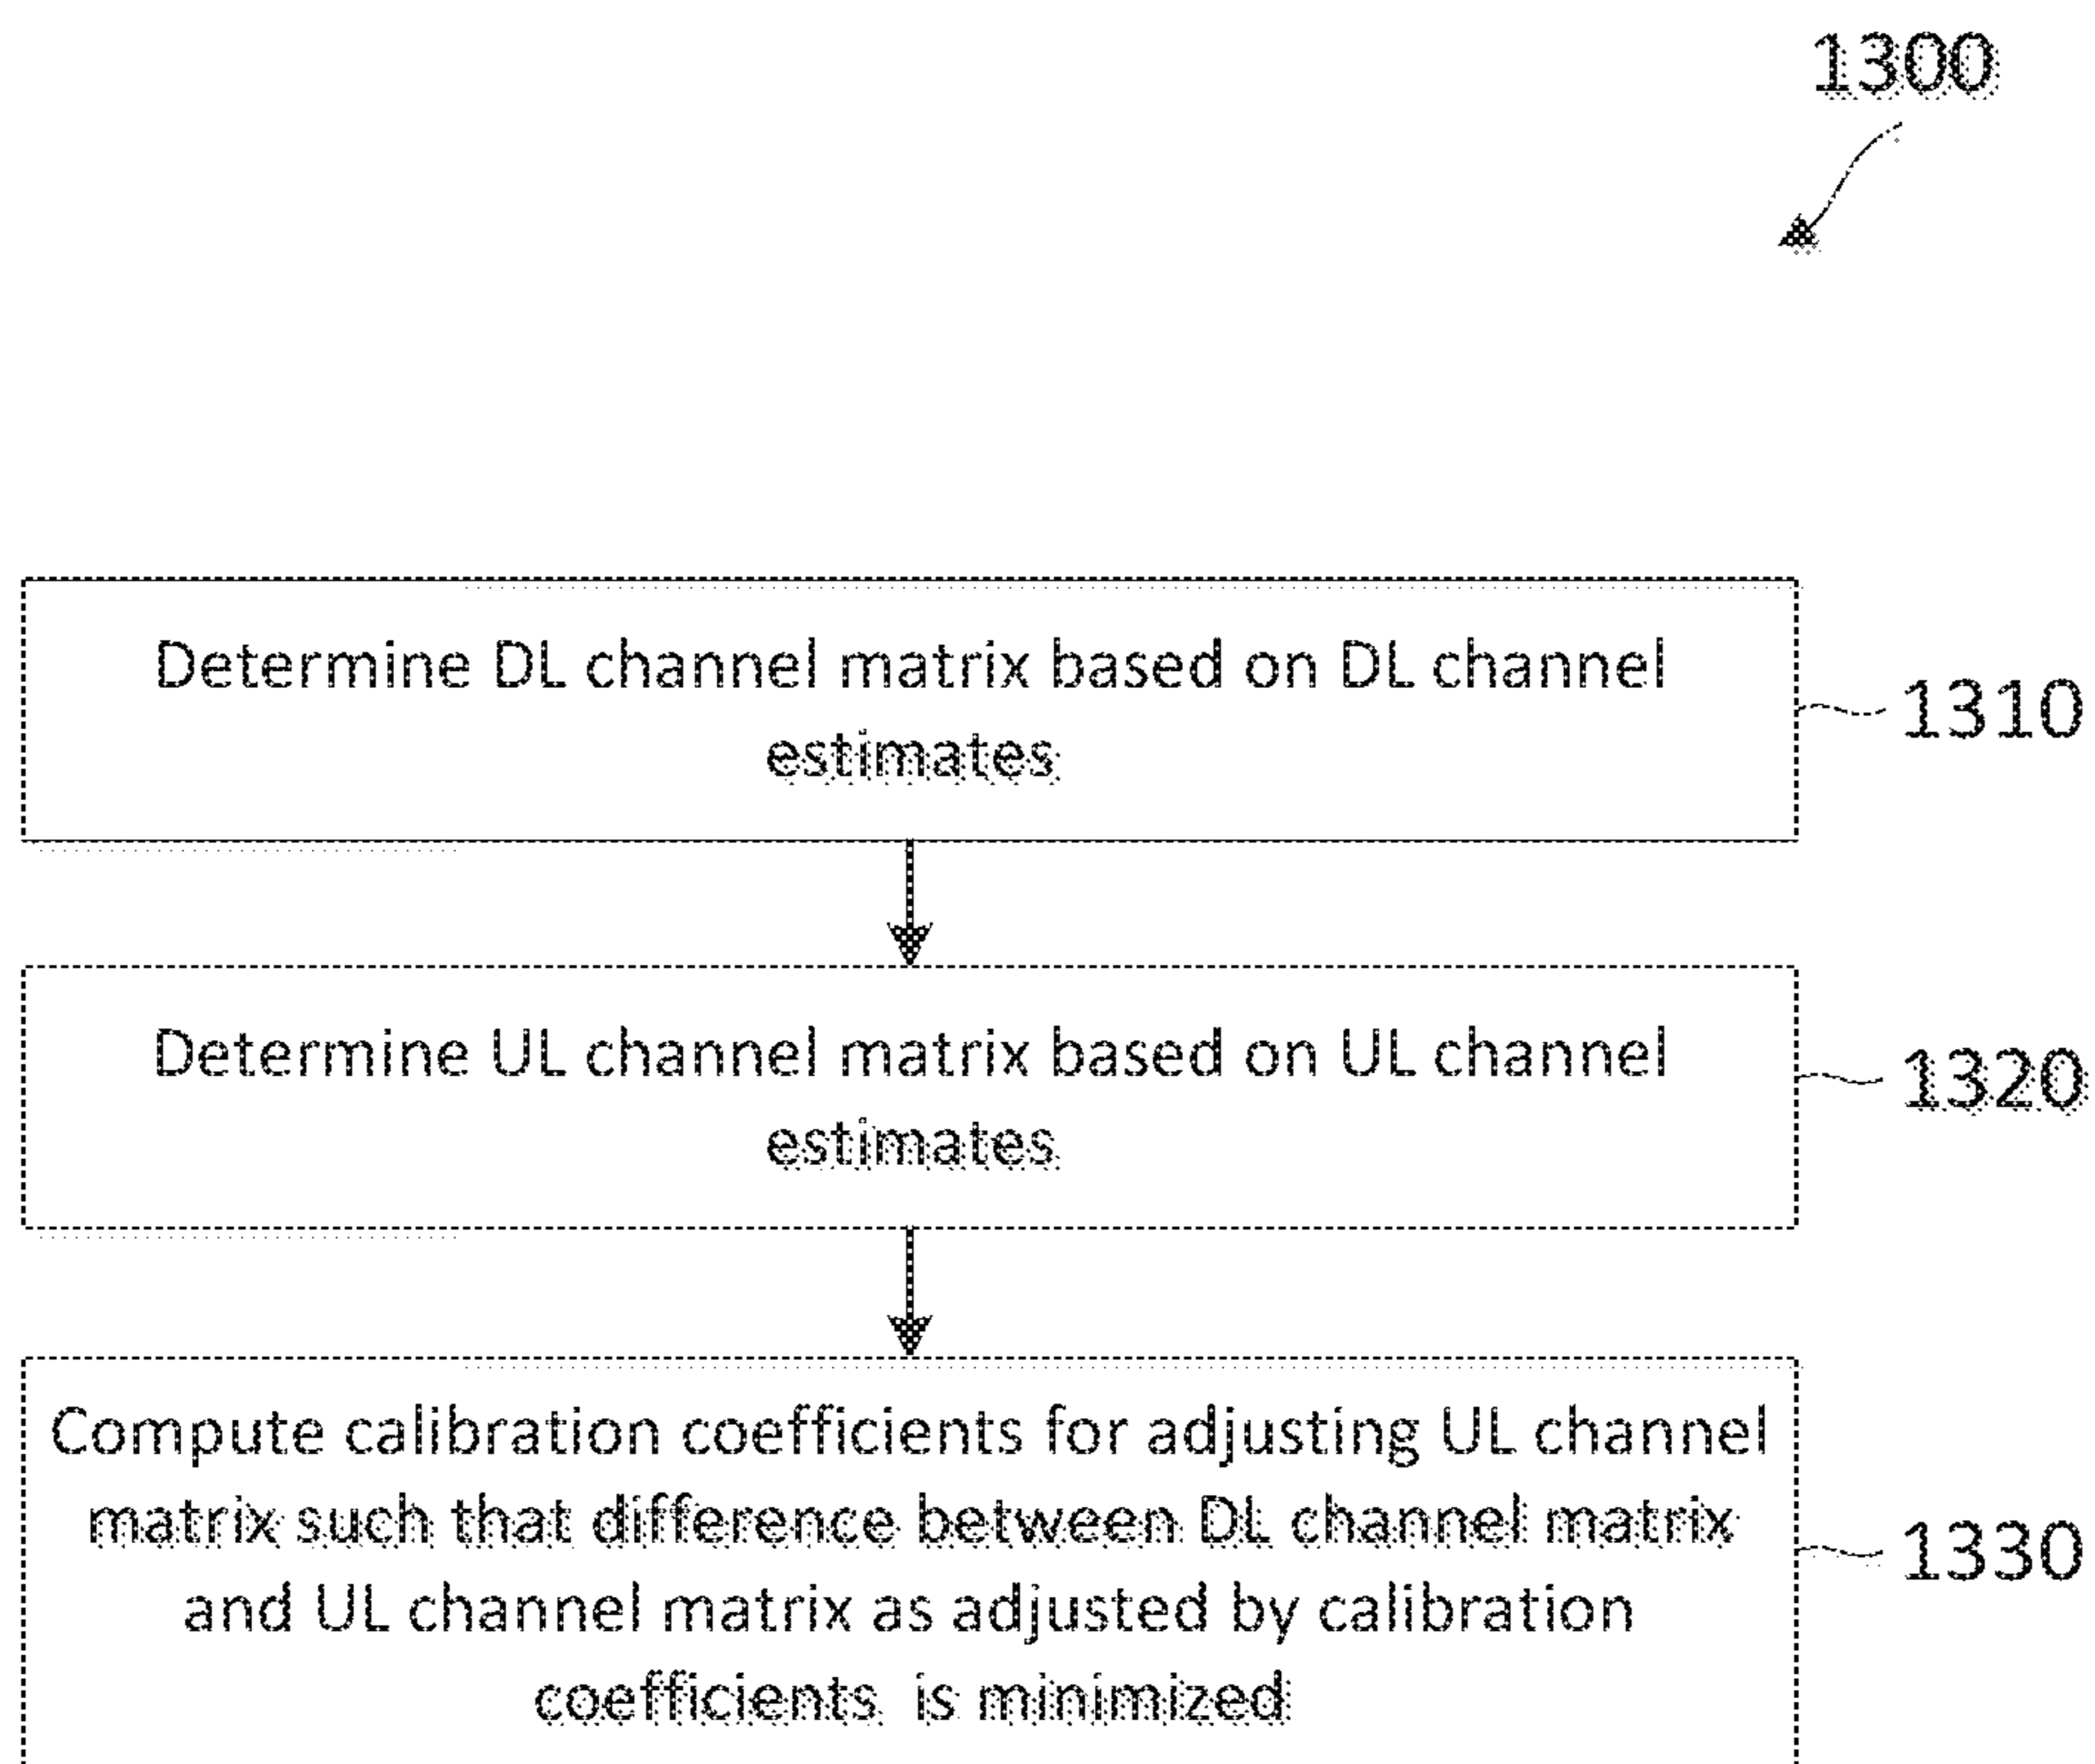 1300
Determine DL channel matrix based on DL channel
estimates
1310
Determine UL channel matrix based on UL channel
estimates
1320
Compute calibration coefficients for adjusting UL channel
matrix such that difference between DL channel matrix
and UL channel matrix as adjusted by calibration
coefficients is minimized
1330